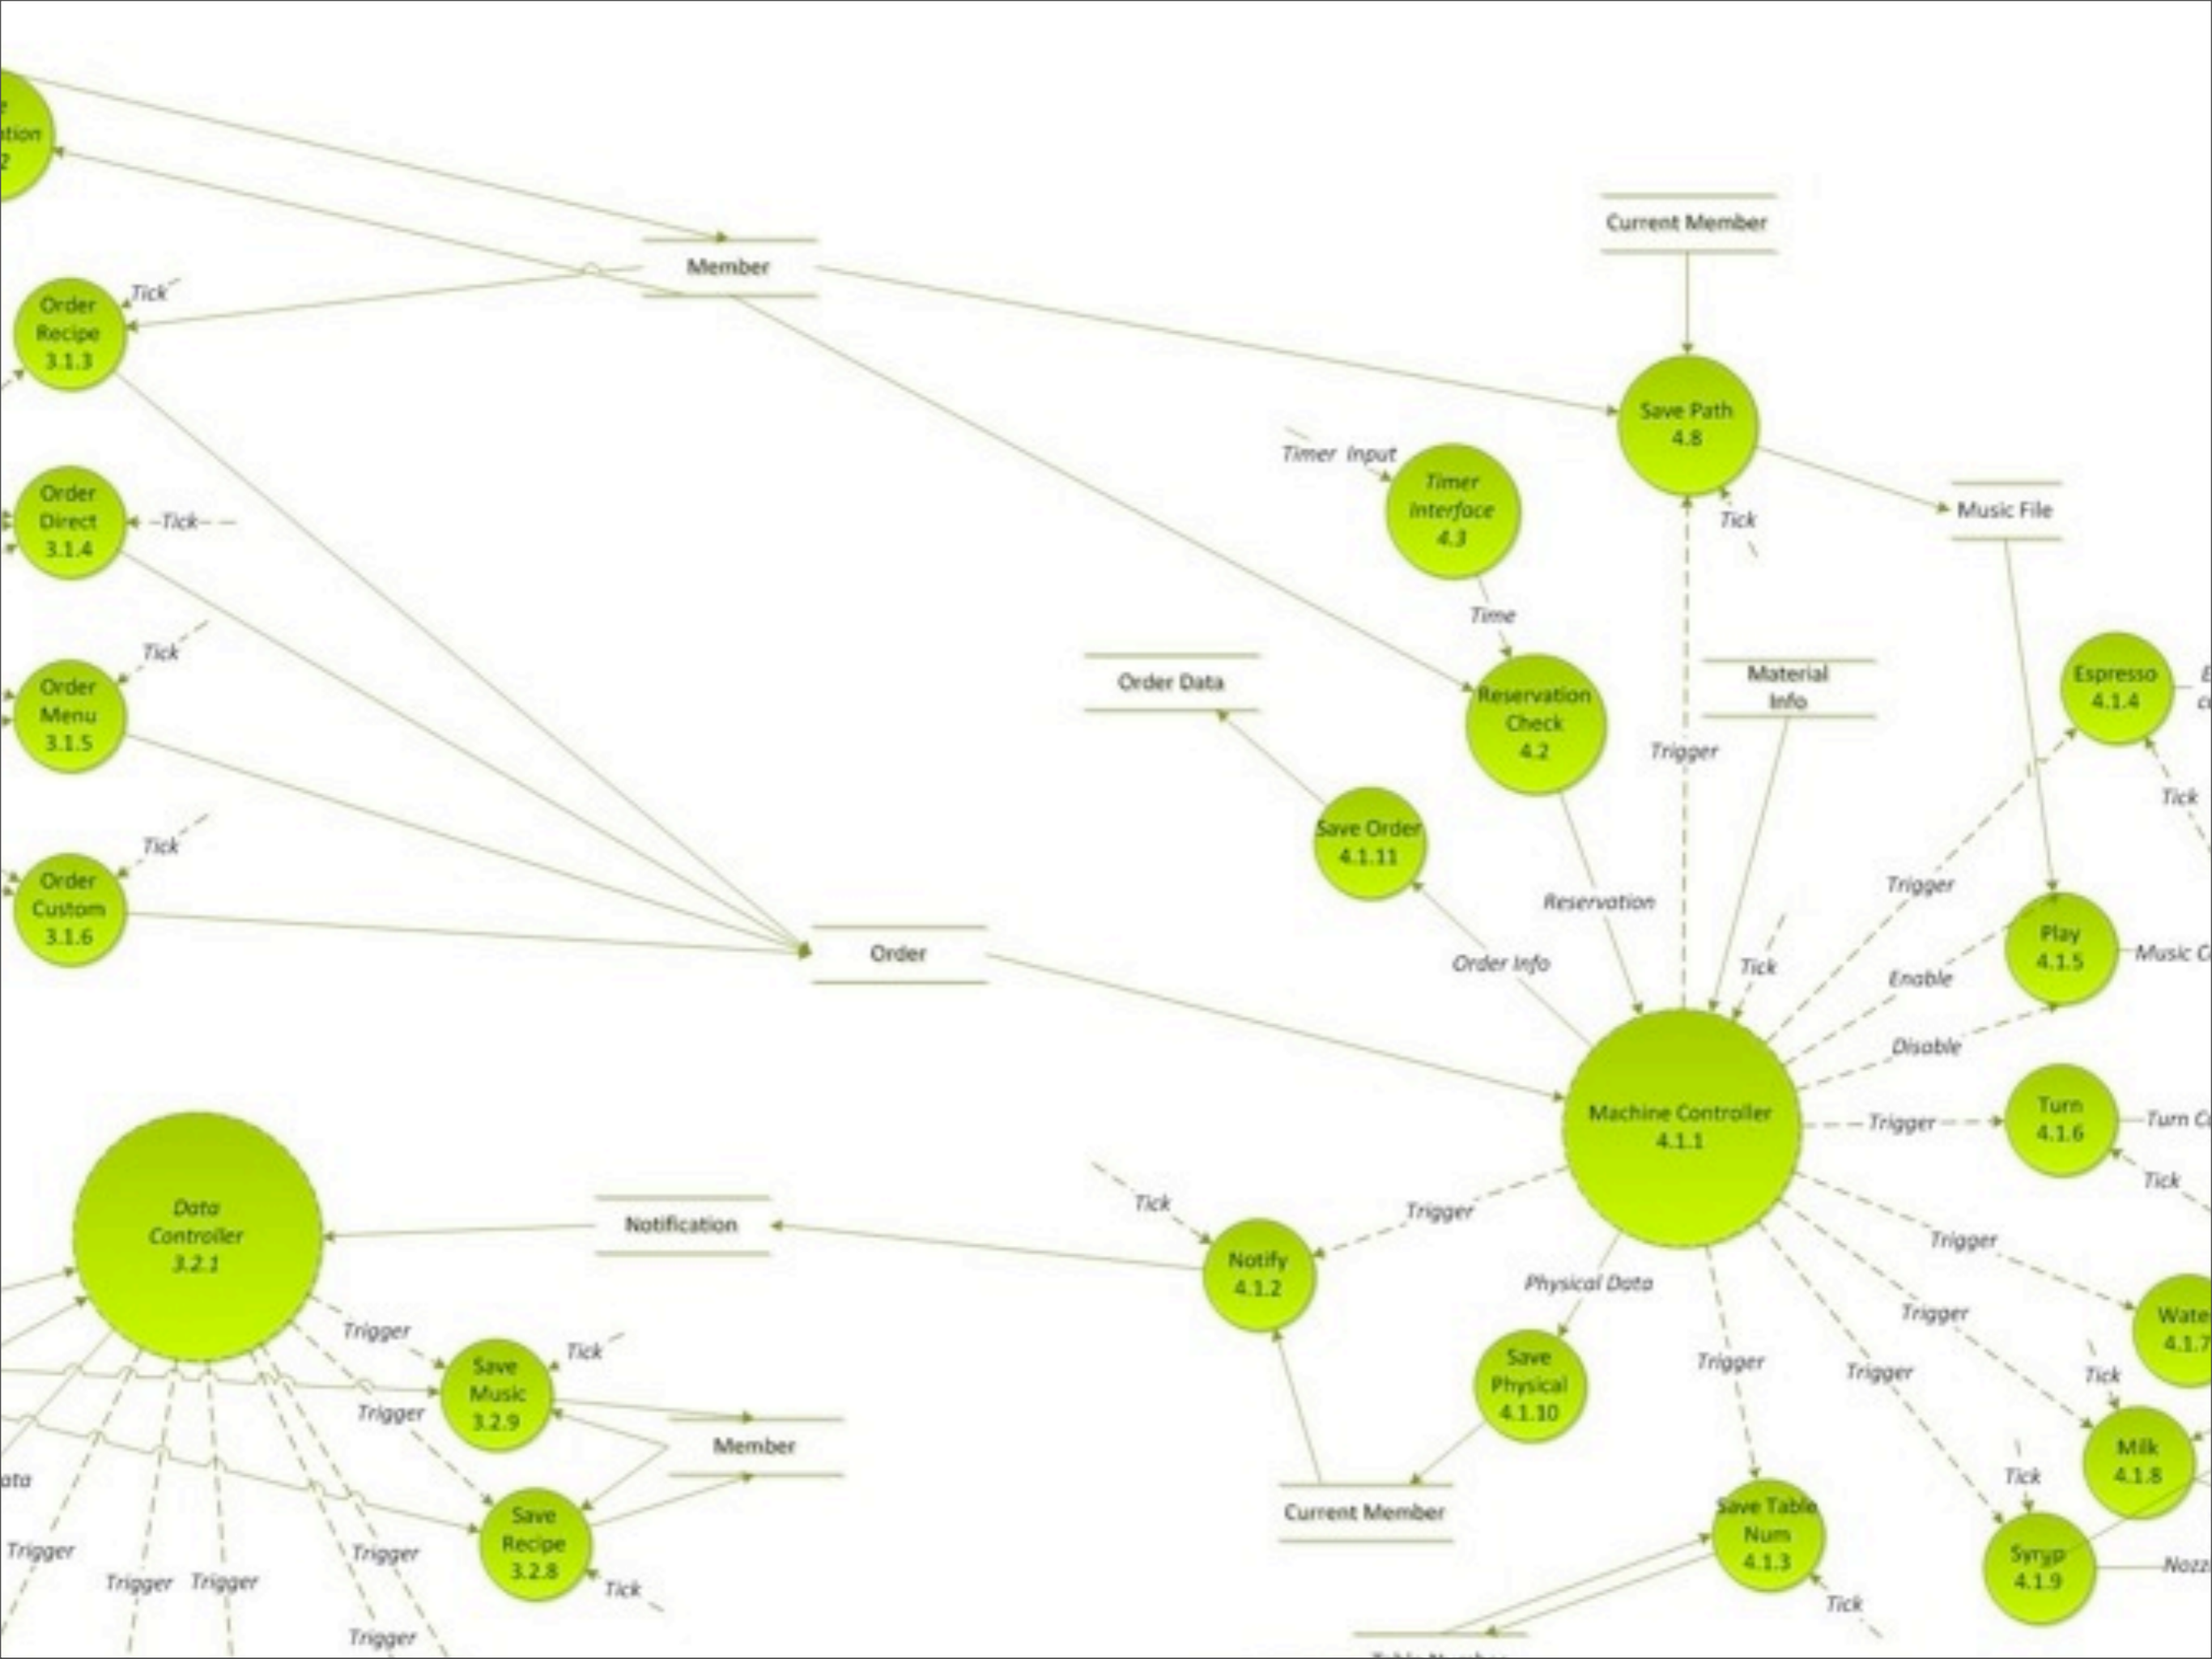 Current Member
Member
Tick
Order
Recipe
3.1.3
Save Path
4.8
Timer Input
Timer
Interface
4.3
Tick
Music File
Order
Direct
3.1.4
Tick
Time
Order
Menu
3.1.5
Tick
Order Data
Reservation
Check
4.2
Material
Info
Espresso
4.1.4
Trigger
Tick
Save Order
4.1.11
Order
Custom
3.1.6
Tick
Reservation
Trigger
Order
Order Info
Tick
Enable
Play
4.1.5
Disable
Machine Controller
4.1.1
Trigger
Turn
4.1.6
Tick
Data
Controller
3.2.1
Notification
Tick
Trigger
Trigger
Notify
4.1.2
Physical Data
Trigger
4.1.7
Trigger
Save
Music
3.2.9
Tick
Save
Physical
4.1.10
Trigger
Trigger
Tick
Trigger
Member
Milk
4.1.8
Tick
Current Member
Save
Recipe
3.2.8
Tick
Save Table
Num
4.1.3
Tick
Syryp
4.1.9
Trigger
Trigger
Trigger
Trigger
Trigger